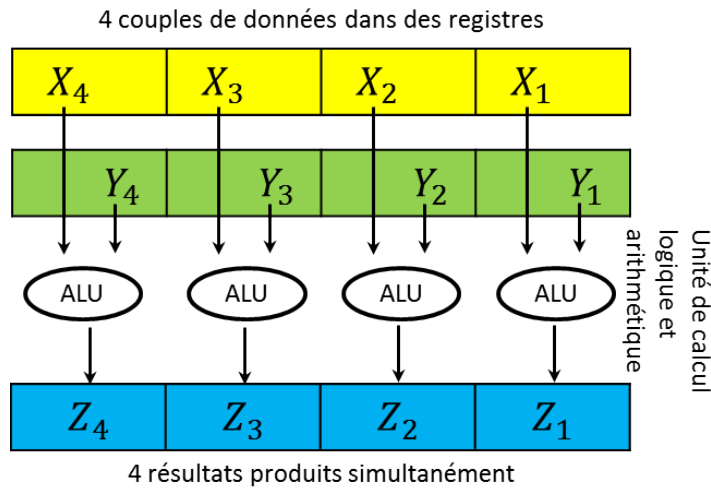 4 couples de données dans des registres
X₄ X₃ X₂ X₁
Y₄ Y₃ Y₂ Y₁
ALU ALU ALU ALU
Unité de calcul
logique et
arithmétique
Z₄ Z₃ Z₂ Z₁
4 résultats produits simultanément